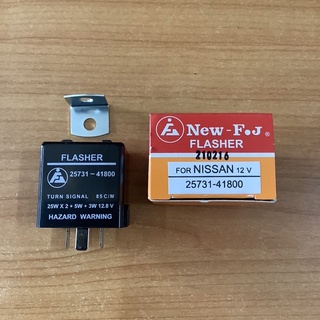 FLASHER
25731-41800
TURN SIGNAL 85C/M
25W X 2 + 5W + 3W 12.8 V
HAZARD WARNING
New-F.J ®
FLASHER
210216
FOR NISSAN 12 V
25731-41800